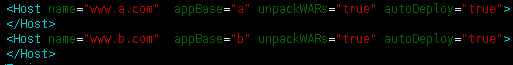 <Host name="www.a.com"  appBase="a" unpackWARs="true" autoDeploy="true">
</Host>
<Host name="www.b.com"  appBase="b" unpackWARs="true" autoDeploy="true">
</Host>